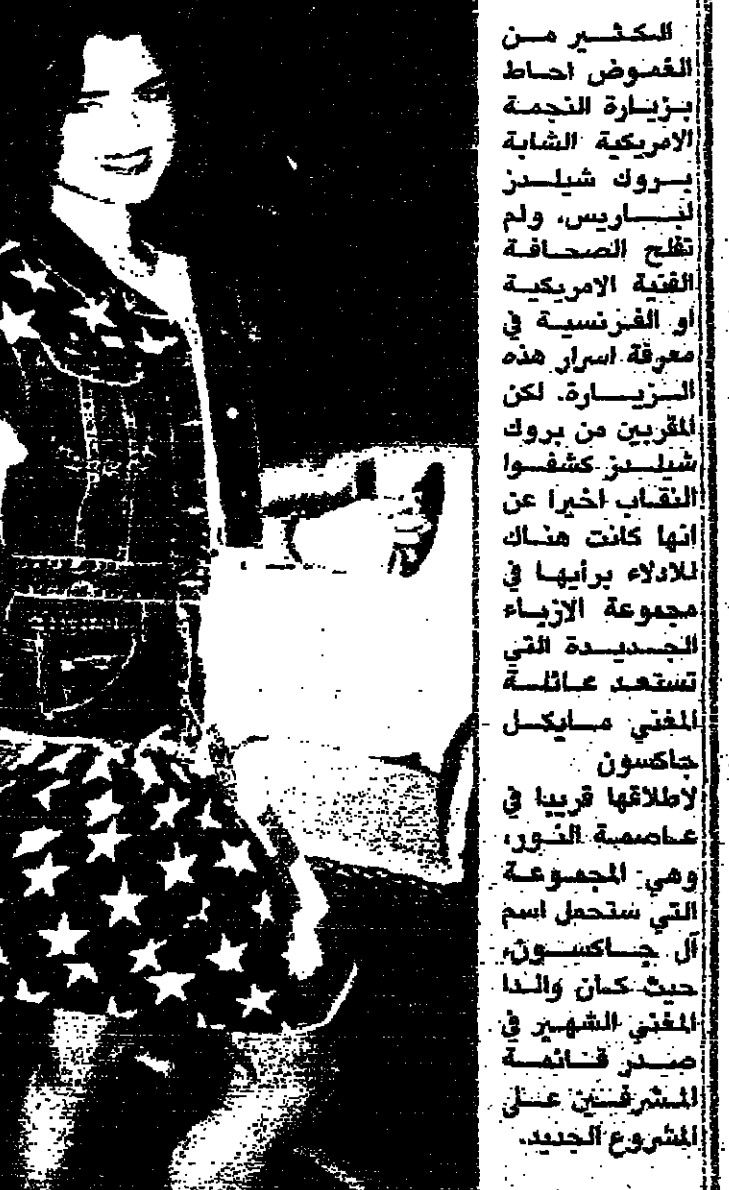 الكثير من
الغموض احاط
بزيارة النجمة
الامريكية الشابة
بروك شيلدز
لباريس، ولم
تفلح الصحافة
الفنية الامريكية
او الفرنسية في
معرفة اسرار هذه
الزيارة. لكن
المقربين من بروك
شيلدز كشفوا
النقاب اخيرا عن
انها كانت هناك
للادلاء برأيها في
مجموعة الازياء
الجديدة التي
تستعد عائلة
المغني مايكل
جاكسون
لاطلاقها قريبا في
عاصمة النور،
وهي المجموعة
التي ستحمل اسم
آل جاكسون،
حيث كان والدا
المغني الشهير في
صدر قائمة
المشرفين على
المشروع الجديد.